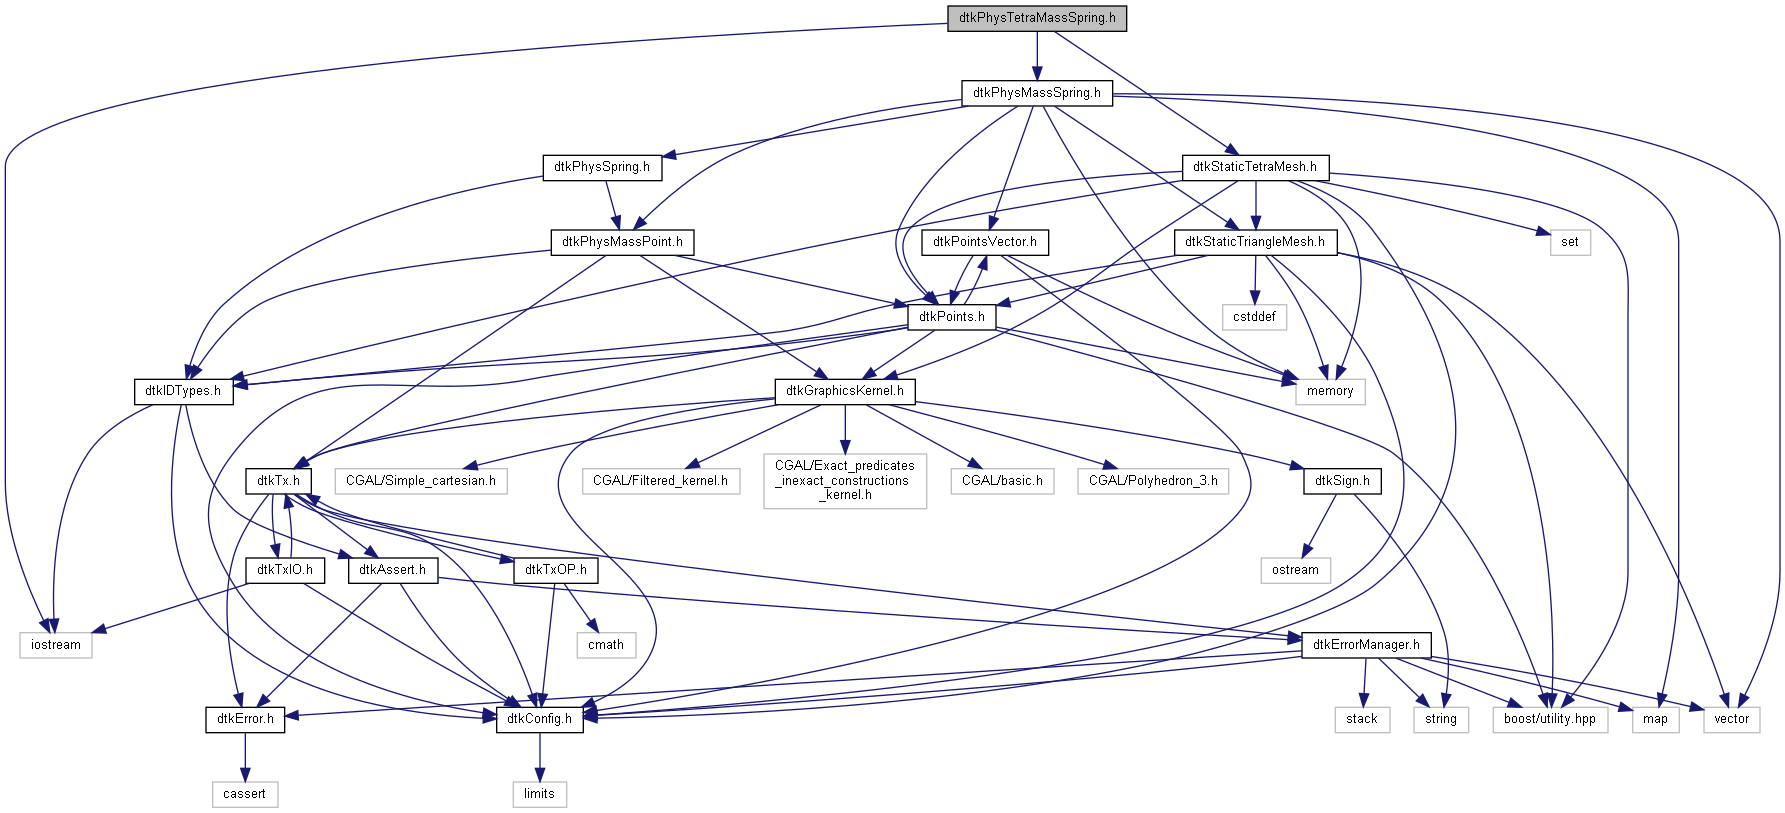 dtkPhysTetraMassSpring.h
dtkPhysMassSpring.h
dtkPhysSpring.h
dtkStaticTetraMesh.h
dtkPhysMassPoint.h
dtkPointsVector.h
dtkStaticTriangleMesh.h
set
dtkPoints.h
cstddef
dtkIDTypes.h
dtkGraphicsKernel.h
memory
dtkTx.h
CGAL/Simple_cartesian.h
CGAL/Filtered_kernel.h
CGAL/Exact_predicates
_inexact_constructions
_kernel.h
CGAL/basic.h
CGAL/Polyhedron_3.h
dtkSign.h
dtkTxIO.h
dtkAssert.h
dtkTxOP.h
ostream
iostream
cmath
dtkErrorManager.h
dtkError.h
dtkConfig.h
stack
string
boost/utility.hpp
map
vector
cassert
limits